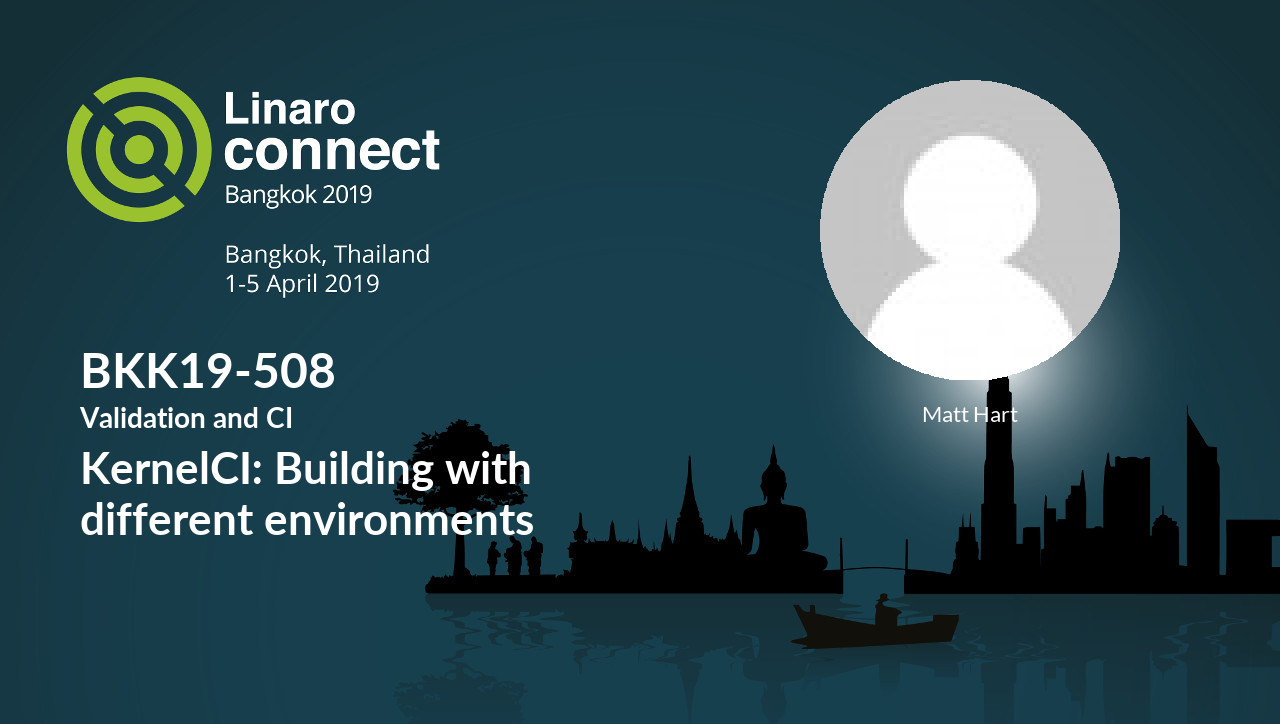 Linaro
connect
Bangkok 2019
Bangkok, Thailand
1-5 April 2019
BKK19-508
Validation and CI
KernelCI: Building with
different environments
Matt Hart